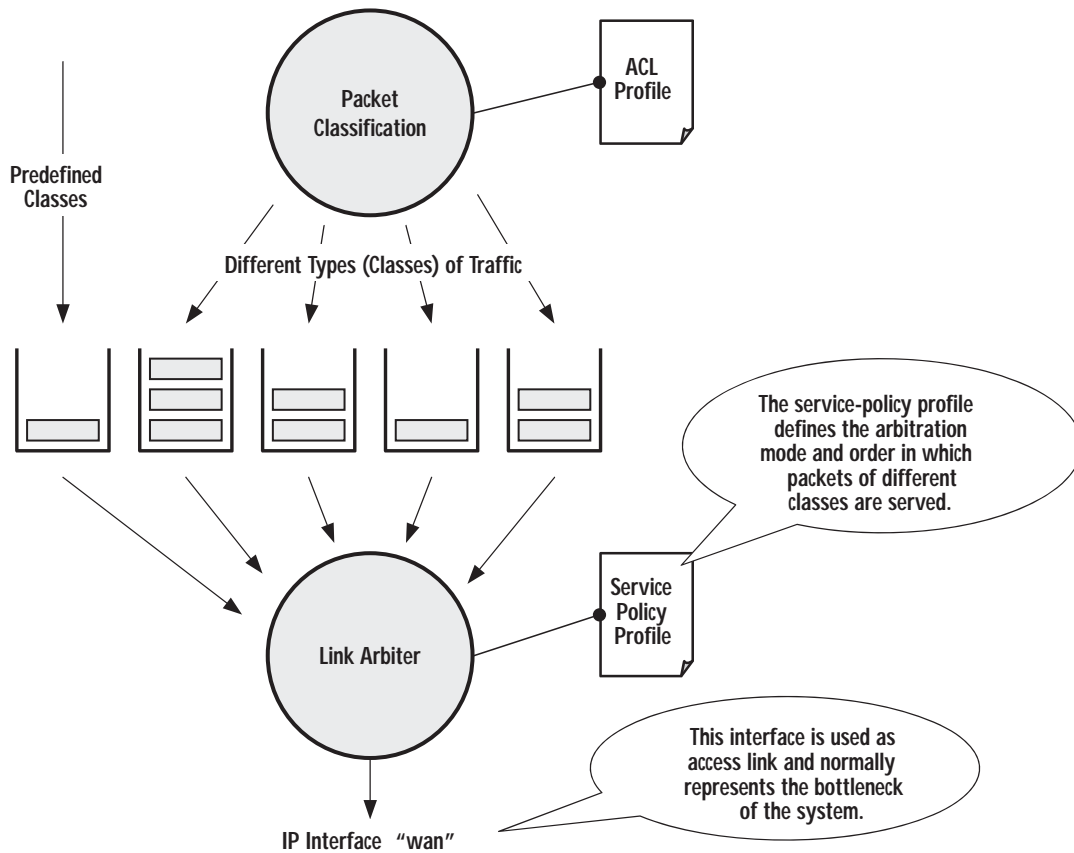 Packet
Classification
ACL
Profile
Predefined
Classes
Different Types (Classes) of Traffic
The service-policy profile
defines the arbitration
mode and order in which
packets of different
classes are served.
Service
Policy
Profile
Link Arbiter
This interface is used as
access link and normally
represents the bottleneck
of the system.
IP Interface “wan”